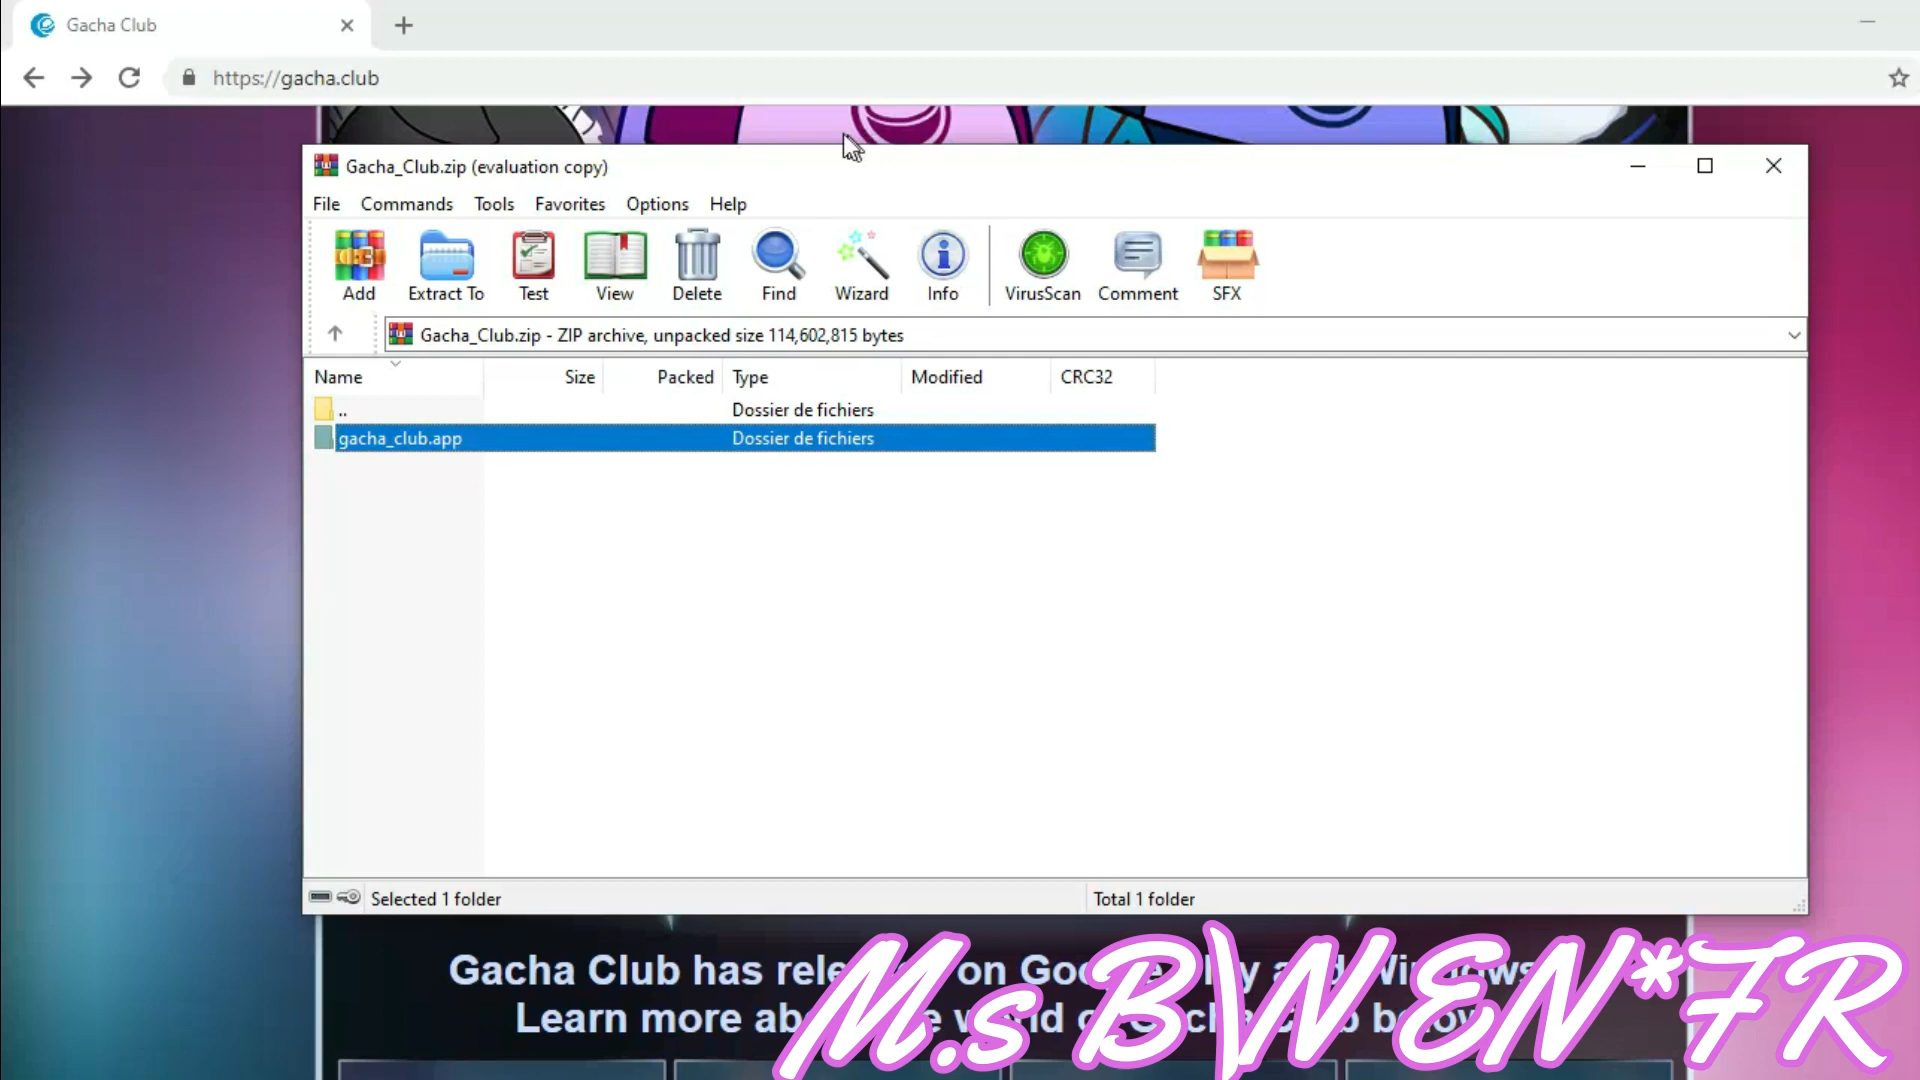 Gacha Club
https://gacha.club
Gacha_Club.zip (evaluation copy)
File Commands Tools Favorites Options Help
Add Extract To Test View Delete Find Wizard Info VirusScan Comment SFX
Gacha_Club.zip - ZIP archive, unpacked size 114,602,815 bytes
Name Size Packed Type Modified CRC32
.. Dossier de fichiers
gacha_club.app Dossier de fichiers
Selected 1 folder Total 1 folder
Gacha Club has on
Learn more
M.s B\W EN*FR